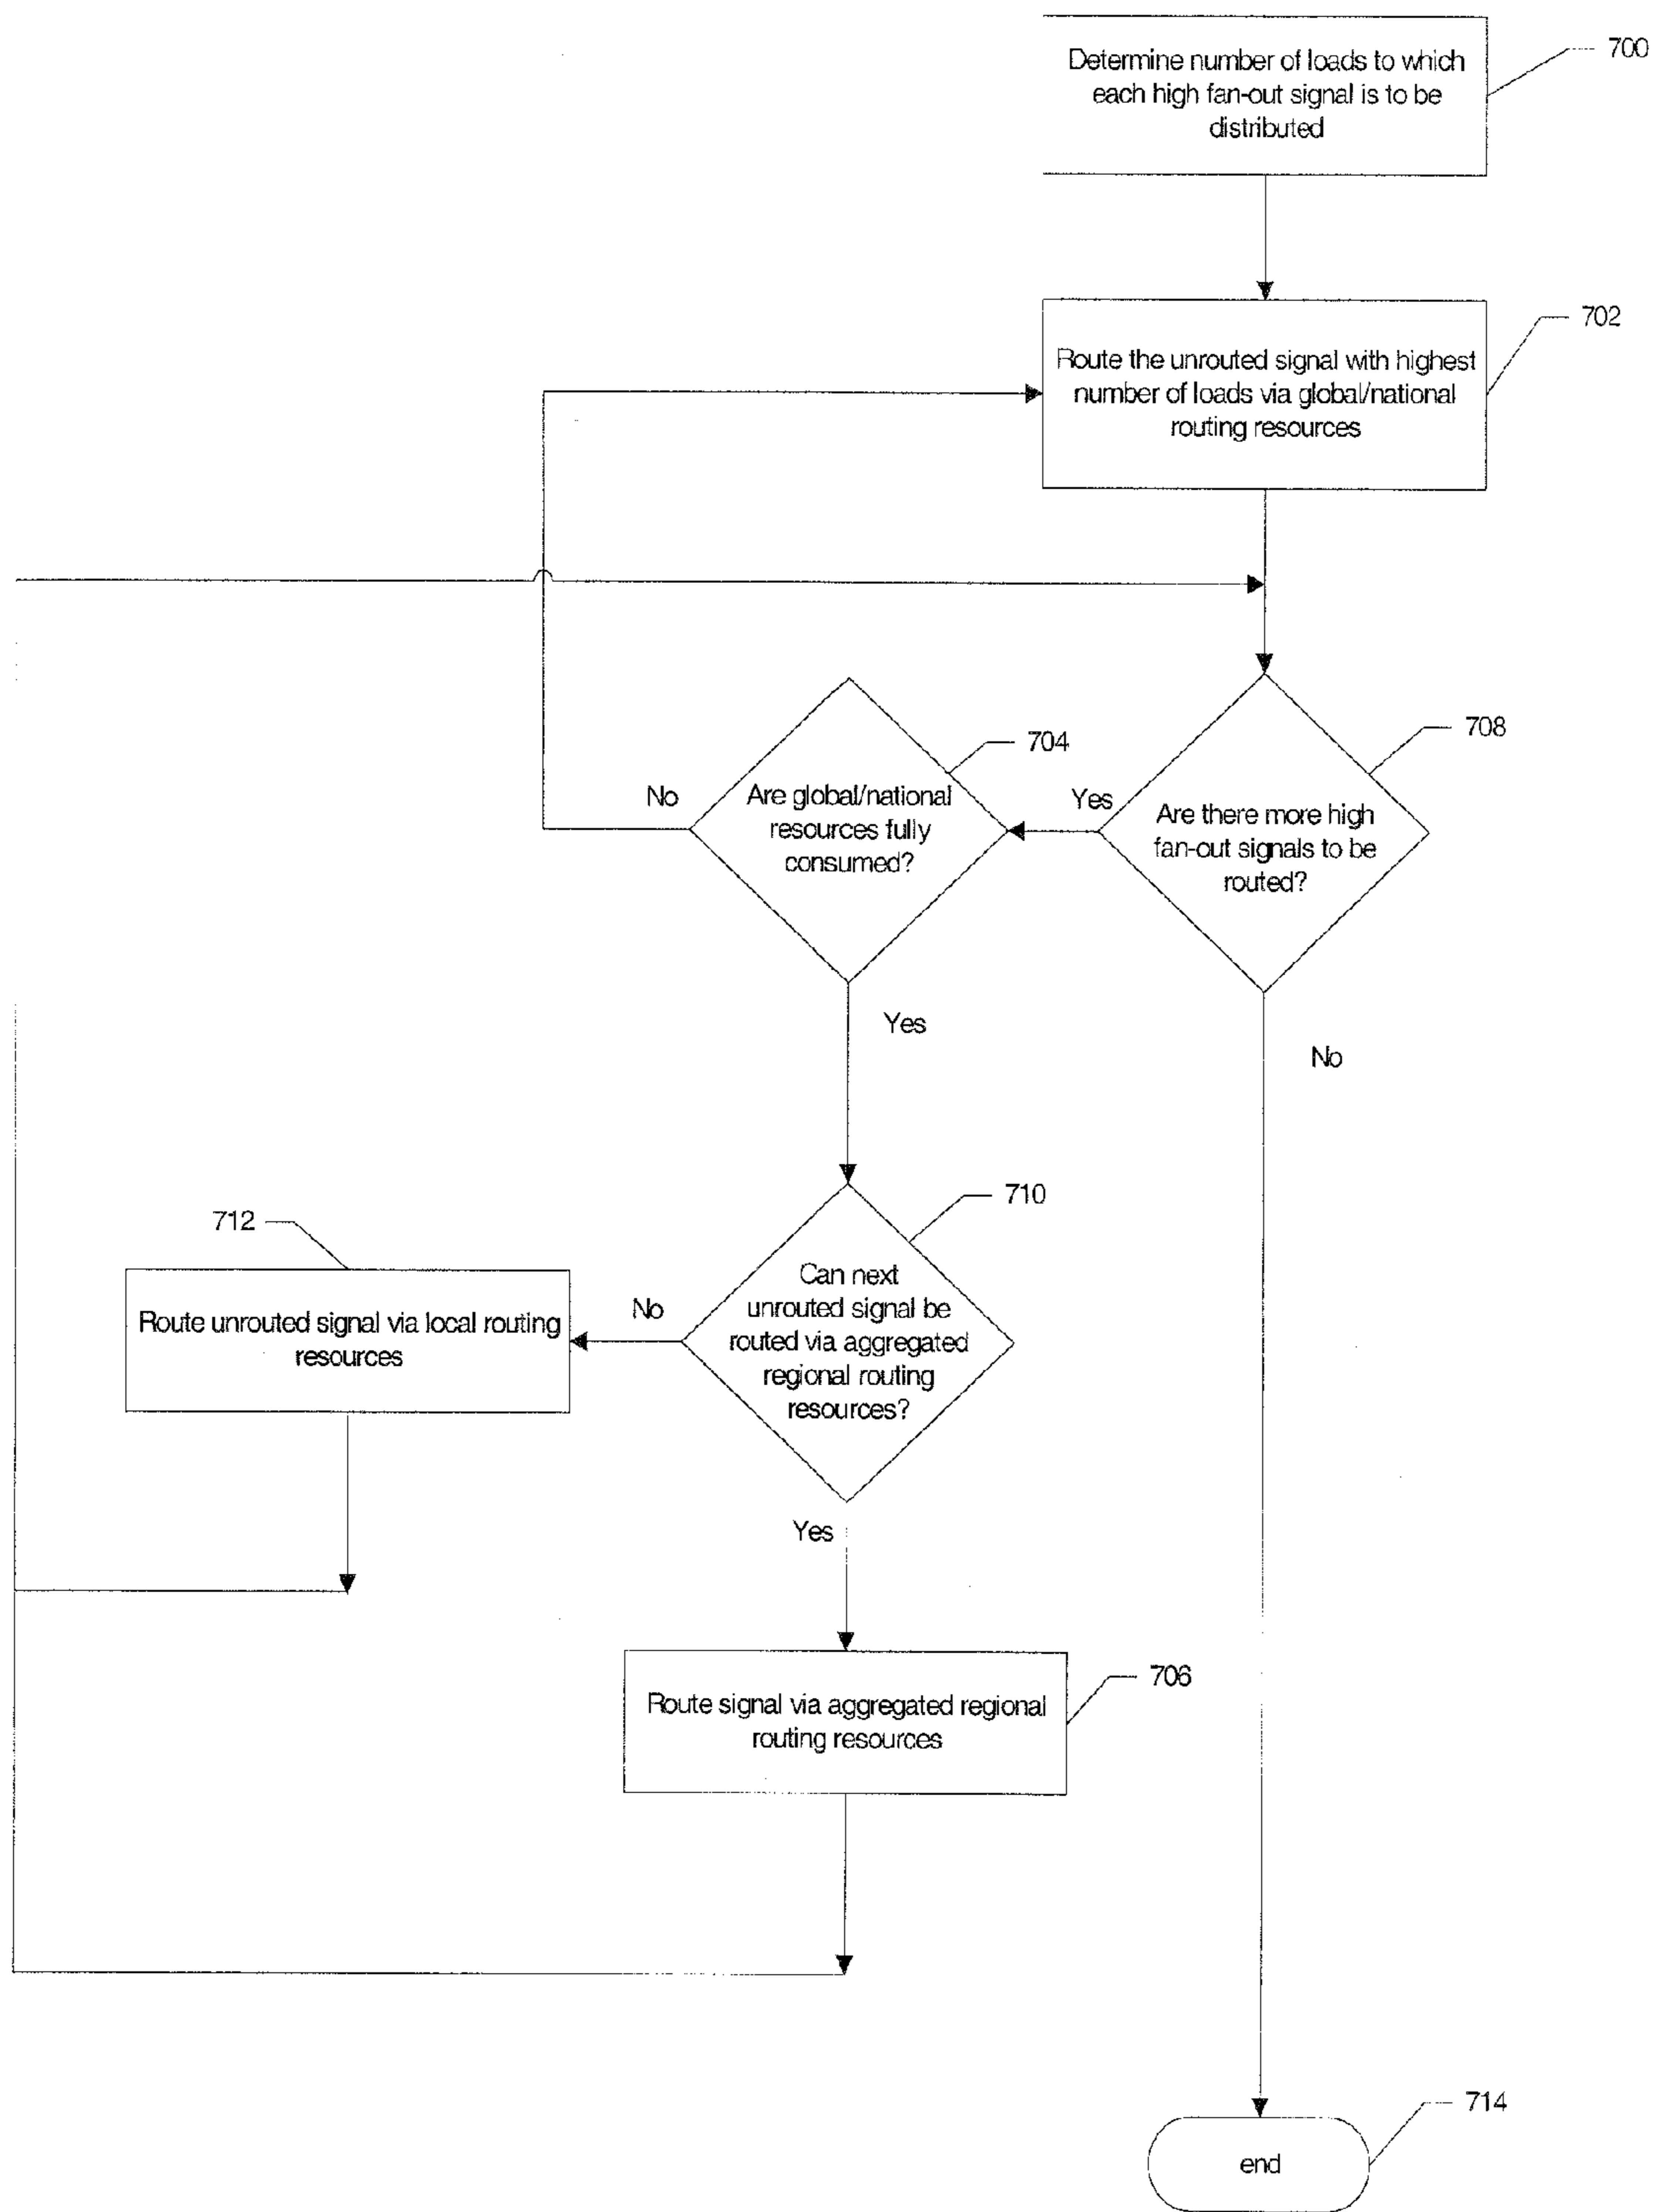 Determine number of loads to which
each high fan-out signal is to be
distributed
700
Route the unrouted signal with highest
number of loads via global/national
routing resources
702
Are global/national
resources fully
consumed?
704
No
Yes
Yes
Are there more high
fan-out signals to be
routed?
708
No
Can next
unrouted signal be
routed via aggregated
regional routing
resources?
710
No
Yes
712
Route unrouted signal via local routing
resources
Route signal via aggregated regional
routing resources
706
end
714